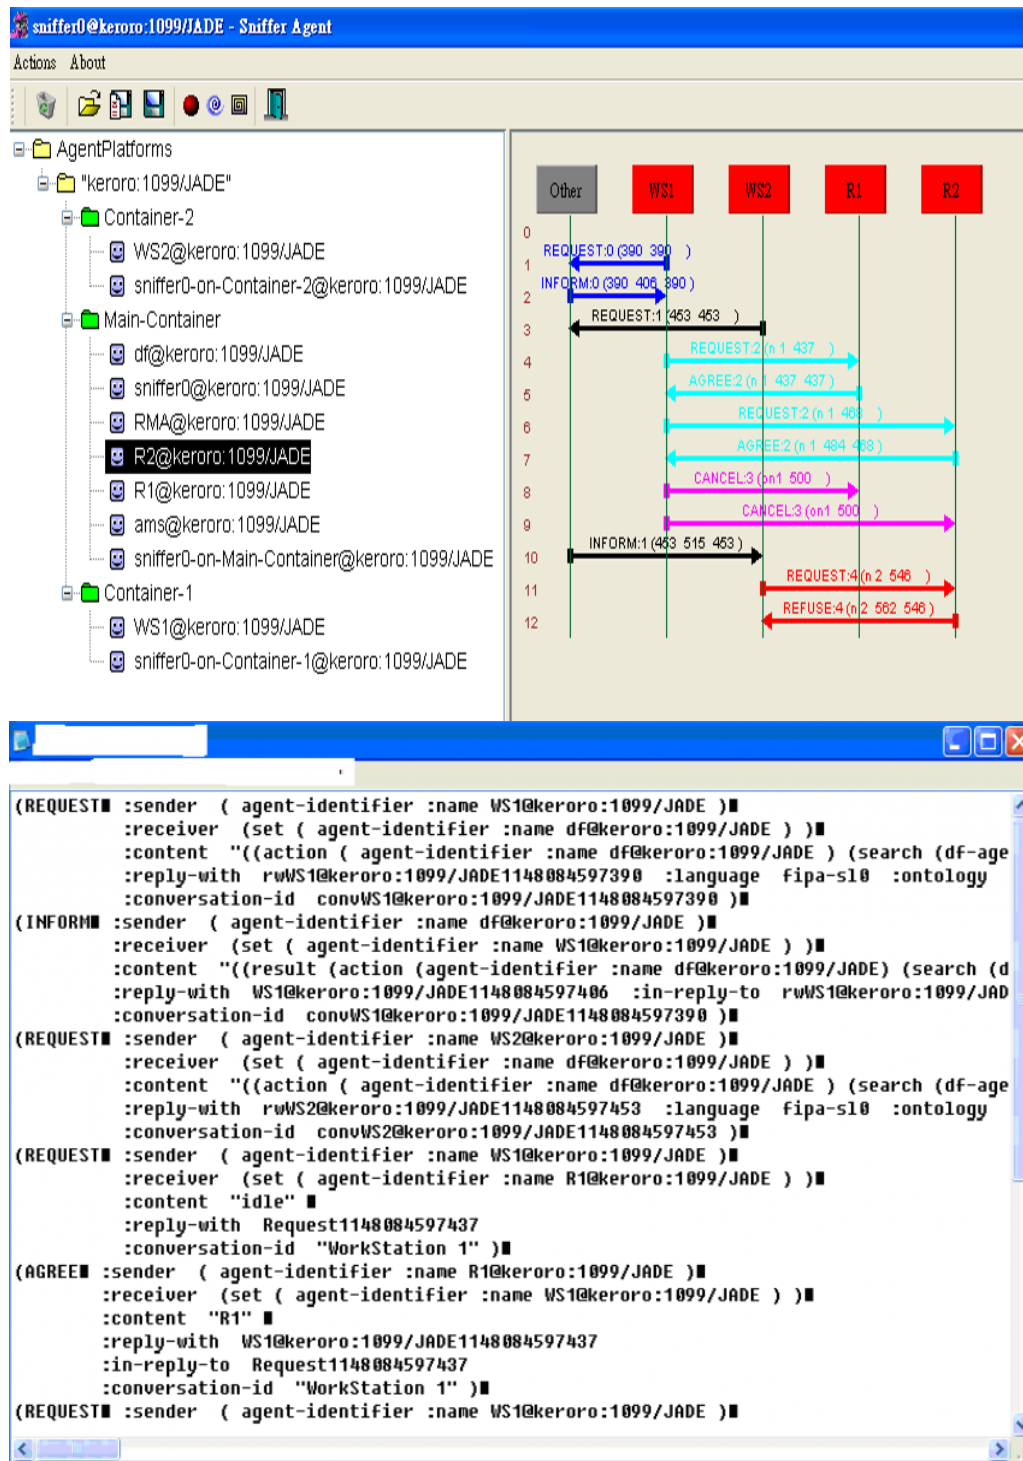 sniffer0@keroro:1099/JADE - Sniffer Agent
Actions About
AgentPlatforms
"keroro:1099/JADE"
Container-2
WS2@keroro:1099/JADE
sniffer0-on-Container-2@keroro:1099/JADE
Main-Container
df@keroro:1099/JADE
sniffer0@keroro:1099/JADE
RMA@keroro:1099/JADE
R2@keroro:1099/JADE
R1@keroro:1099/JADE
ams@keroro:1099/JADE
sniffer0-on-Main-Container@keroro:1099/JADE
Container-1
WS1@keroro:1099/JADE
sniffer0-on-Container-1@keroro:1099/JADE
Other WS1 WS2 R1 R2
0
REQUEST:0 (390 390 )
1
INFORM:0 (390 406 390 )
2
REQUEST:1 (453 453 )
3
REQUEST:2 (n 1 437 )
4
AGREE:2 (n 1 437 437 )
5
REQUEST:2 (n 1 468 )
6
AGREE:2 (n 1 484 468 )
7
CANCEL:3 (on1 500 )
8
CANCEL:3 (on1 500 )
9
INFORM:1 (453 515 453 )
10
REQUEST:4 (n 2 546 )
11
REFUSE:4 (n 2 562 546 )
12
(REQUEST :sender ( agent-identifier :name WS1@keroro:1099/JADE )
:receiver (set ( agent-identifier :name df@keroro:1099/JADE ) )
:content "((action ( agent-identifier :name df@keroro:1099/JADE ) (search (df-age
:reply-with rwWS1@keroro:1099/JADE1148084597390 :language fipa-sl0 :ontology
:conversation-id convWS1@keroro:1099/JADE1148084597390 )
(INFORM :sender ( agent-identifier :name df@keroro:1099/JADE )
:receiver (set ( agent-identifier :name WS1@keroro:1099/JADE ) )
:content "((result (action (agent-identifier :name df@keroro:1099/JADE) (search (d
:reply-with WS1@keroro:1099/JADE1148084597406 :in-reply-to rwWS1@keroro:1099/JAD
:conversation-id convWS1@keroro:1099/JADE1148084597390 )
(REQUEST :sender ( agent-identifier :name WS2@keroro:1099/JADE )
:receiver (set ( agent-identifier :name df@keroro:1099/JADE ) )
:content "((action ( agent-identifier :name df@keroro:1099/JADE ) (search (df-age
:reply-with rwWS2@keroro:1099/JADE1148084597453 :language fipa-sl0 :ontology
:conversation-id convWS2@keroro:1099/JADE1148084597453 )
(REQUEST :sender ( agent-identifier :name WS1@keroro:1099/JADE )
:receiver (set ( agent-identifier :name R1@keroro:1099/JADE ) )
:content "idle"
:reply-with Request1148084597437
:conversation-id "WorkStation 1" )
(AGREE :sender ( agent-identifier :name R1@keroro:1099/JADE )
:receiver (set ( agent-identifier :name WS1@keroro:1099/JADE ) )
:content "R1"
:reply-with WS1@keroro:1099/JADE1148084597437
:in-reply-to Request1148084597437
:conversation-id "WorkStation 1" )
(REQUEST :sender ( agent-identifier :name WS1@keroro:1099/JADE )